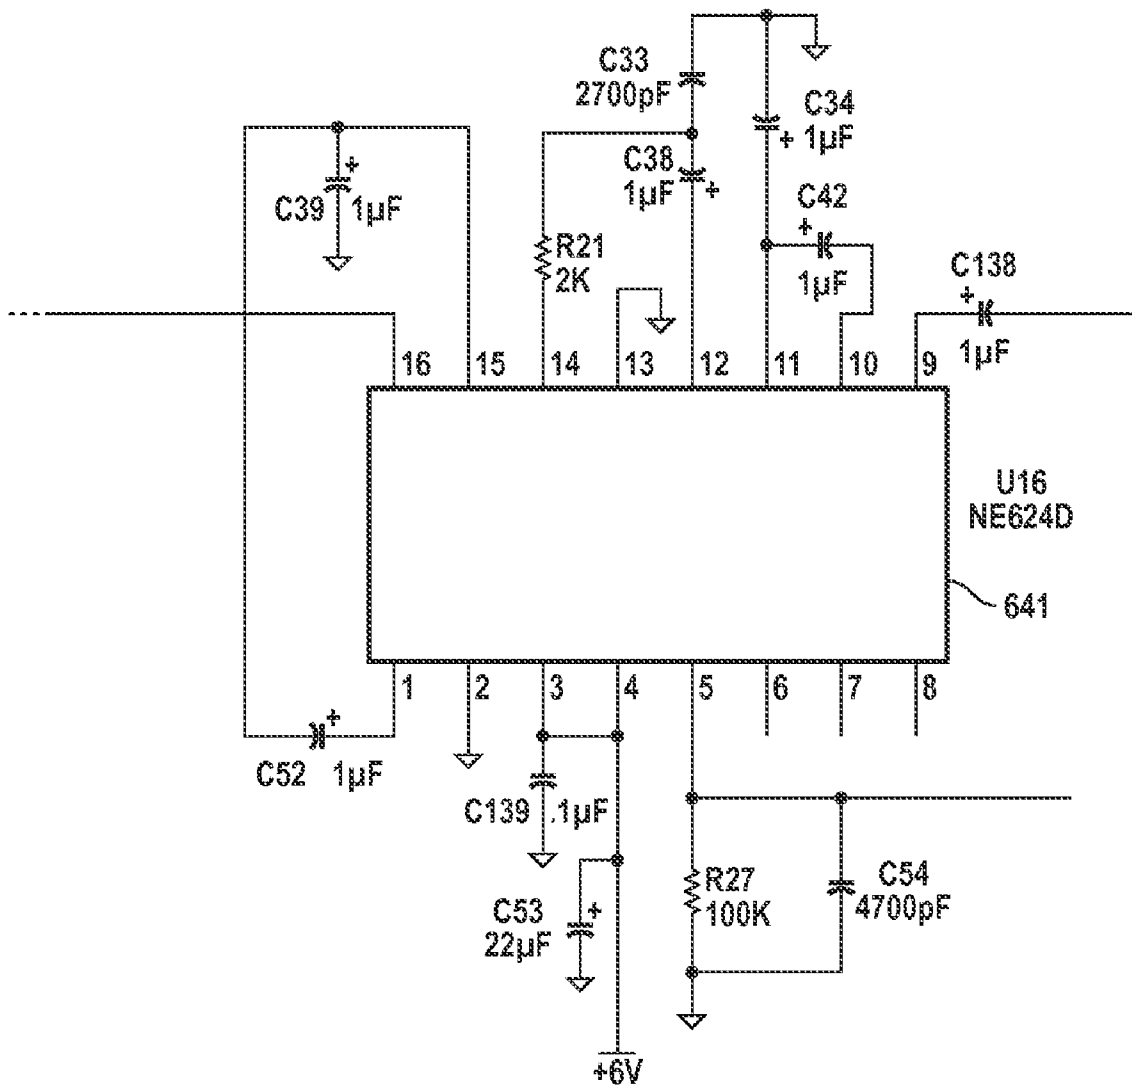 C33
2700pF
C34
1µF
C38
1µF
C39 1µF
C42
1µF
R21
2K
C138
1µF
16 15 14 13 12 11 10 9
U16
NE624D
641
1 2 3 4 5 6 7 8
C52 1µF
C139 .1µF
C53
22µF
R27
100K
C54
4700pF
+6V